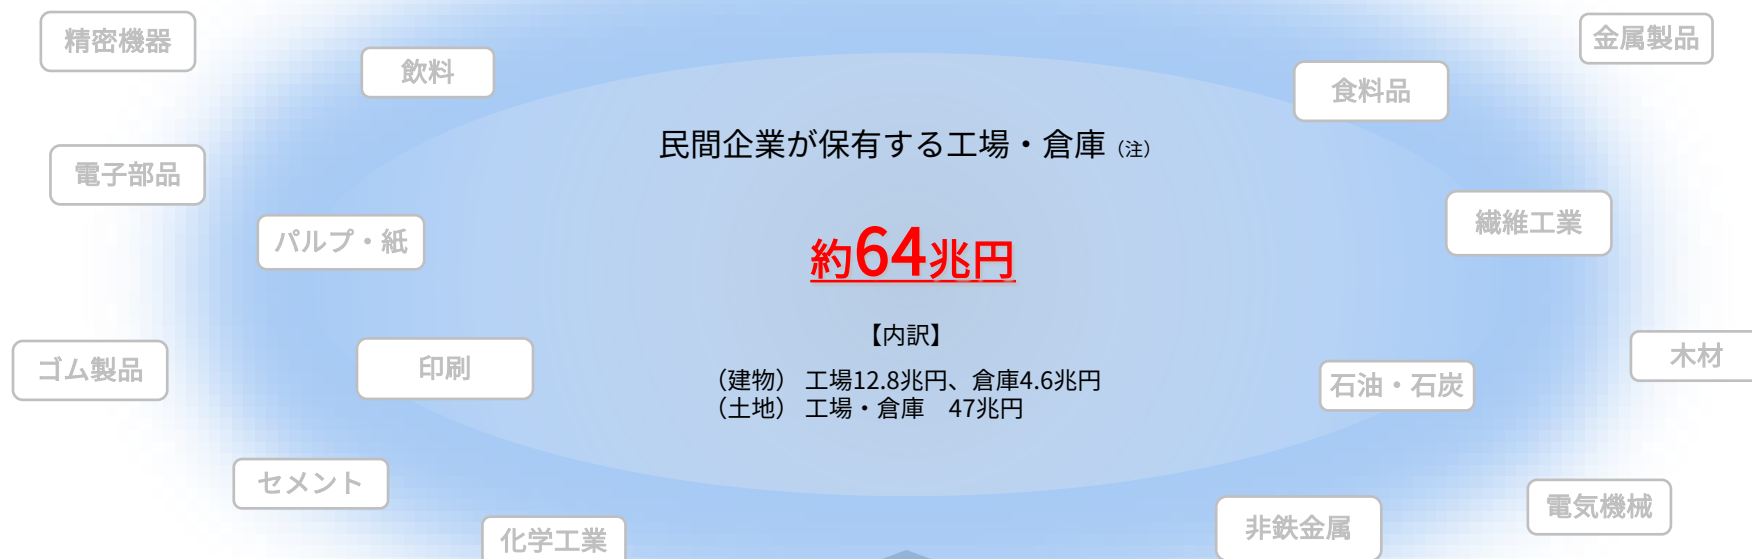 精密機器
飲料
食料品
金属製品
民間企業が保有する工場・倉庫（注）
電子部品
パルプ・紙
繊維工業
約64兆円
【内訳】
ゴム製品
印刷
（建物） 工場12.8兆円、倉庫4.6兆円
（土地） 工場・倉庫　47兆円
石油・石炭
木材
セメント
化学工業
非鉄金属
電気機械